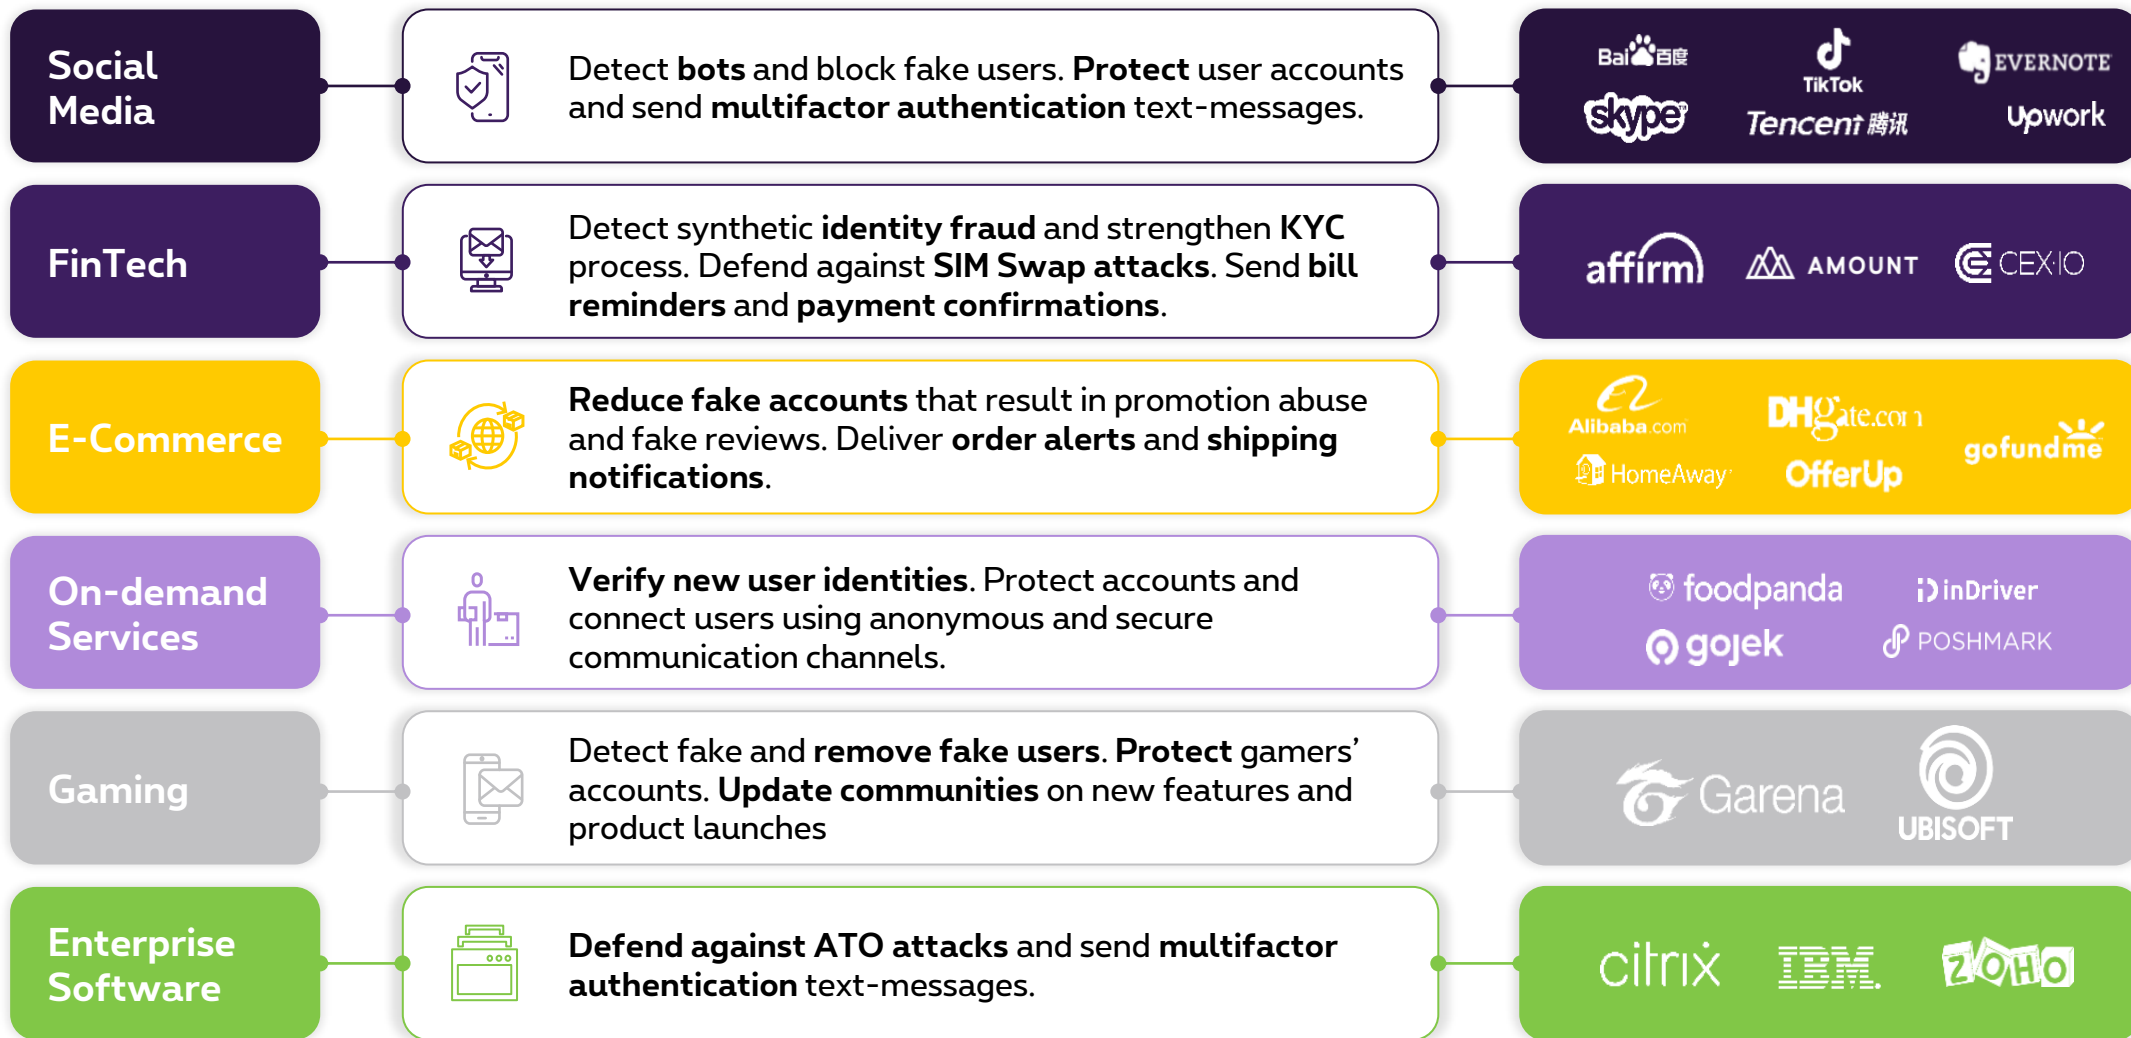 Social
Media
Detect bots and block fake users. Protect user accounts
and send multifactor authentication text-messages.
Bai百度
TikTok
EVERNOTE
skype
Tencent 腾讯
Upwork
FinTech
Detect synthetic identity fraud and strengthen KYC
process. Defend against SIM Swap attacks. Send bill
reminders and payment confirmations.
affirm
AMOUNT
CEX·IO
E-Commerce
Reduce fake accounts that result in promotion abuse
and fake reviews. Deliver order alerts and shipping
notifications.
Alibaba.com
DHgate.com
gofundme
HomeAway
OfferUp
On-demand
Services
Verify new user identities. Protect accounts and
connect users using anonymous and secure
communication channels.
foodpanda
inDriver
gojek
POSHMARK
Gaming
Detect fake and remove fake users. Protect gamers’
accounts. Update communities on new features and
product launches
Garena
UBISOFT
Enterprise
Software
Defend against ATO attacks and send multifactor
authentication text-messages.
citrix
IBM.
ZOHO